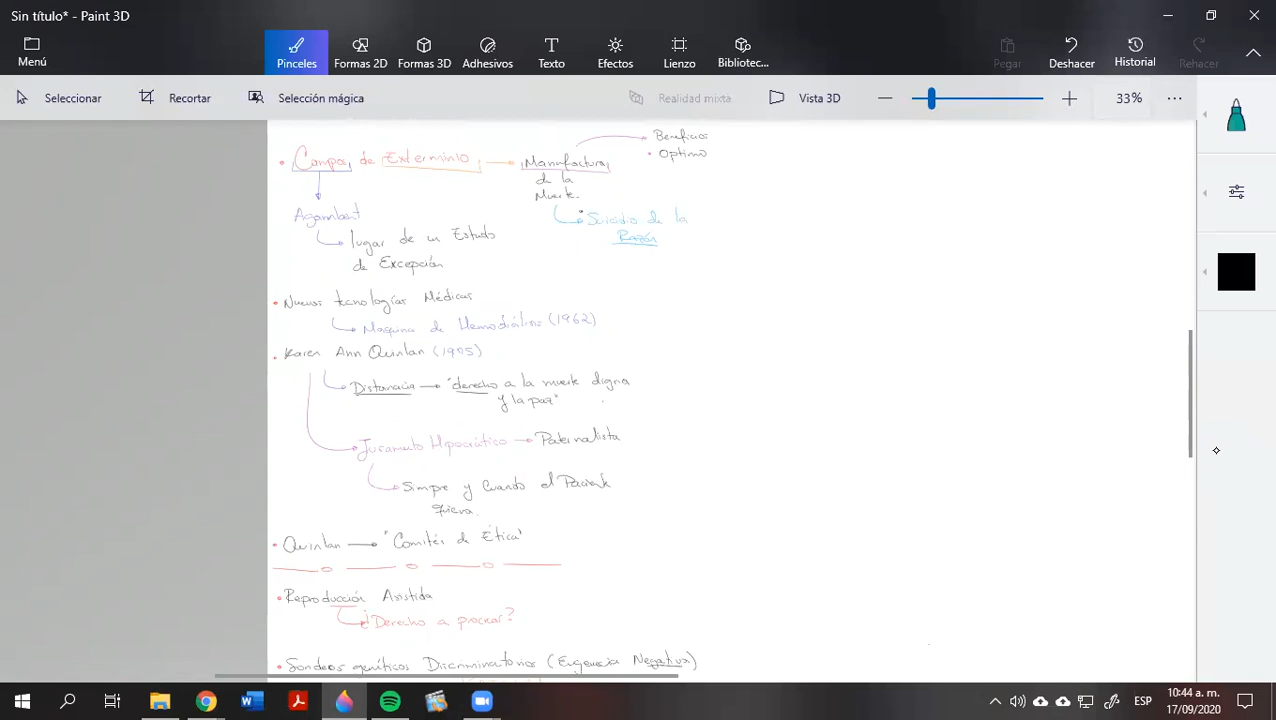 Sin título* - Paint 3D
Menú
Pinceles
Formas 2D
Formas 3D
Adhesivos
Texto
Efectos
Lienzo
Bibliotec...
Pegar
Deshacer
Historial
Rehacer
Seleccionar
Recortar
Selección mágica
Realidad mixta
Vista 3D
33%
Beneficios
• Optimo
• Campos de Exterminio → Manufactura
de la
Muerte.
Suicidio de la
Razón
Agambent
lugar de un Estado
de Excepción
• Nuevas tecnologías Médicas
Maquina de Hemodiálisis (1962)
• Karen Ann Quinlan (1975)
Distanacia → "derecho a la muerte digna
y la paz"
Juramento Hipocrático → Paternalista
Simpre y cuando el Paciente
quiera.
• Quinlan → "Comités de Ética"
• Reproducción Asistida
¿Derecho a procrear?
• Sondeos genéticos Discriminatorios (Eugenesia Negativa)
ESP
10:44 a. m.
17/09/2020